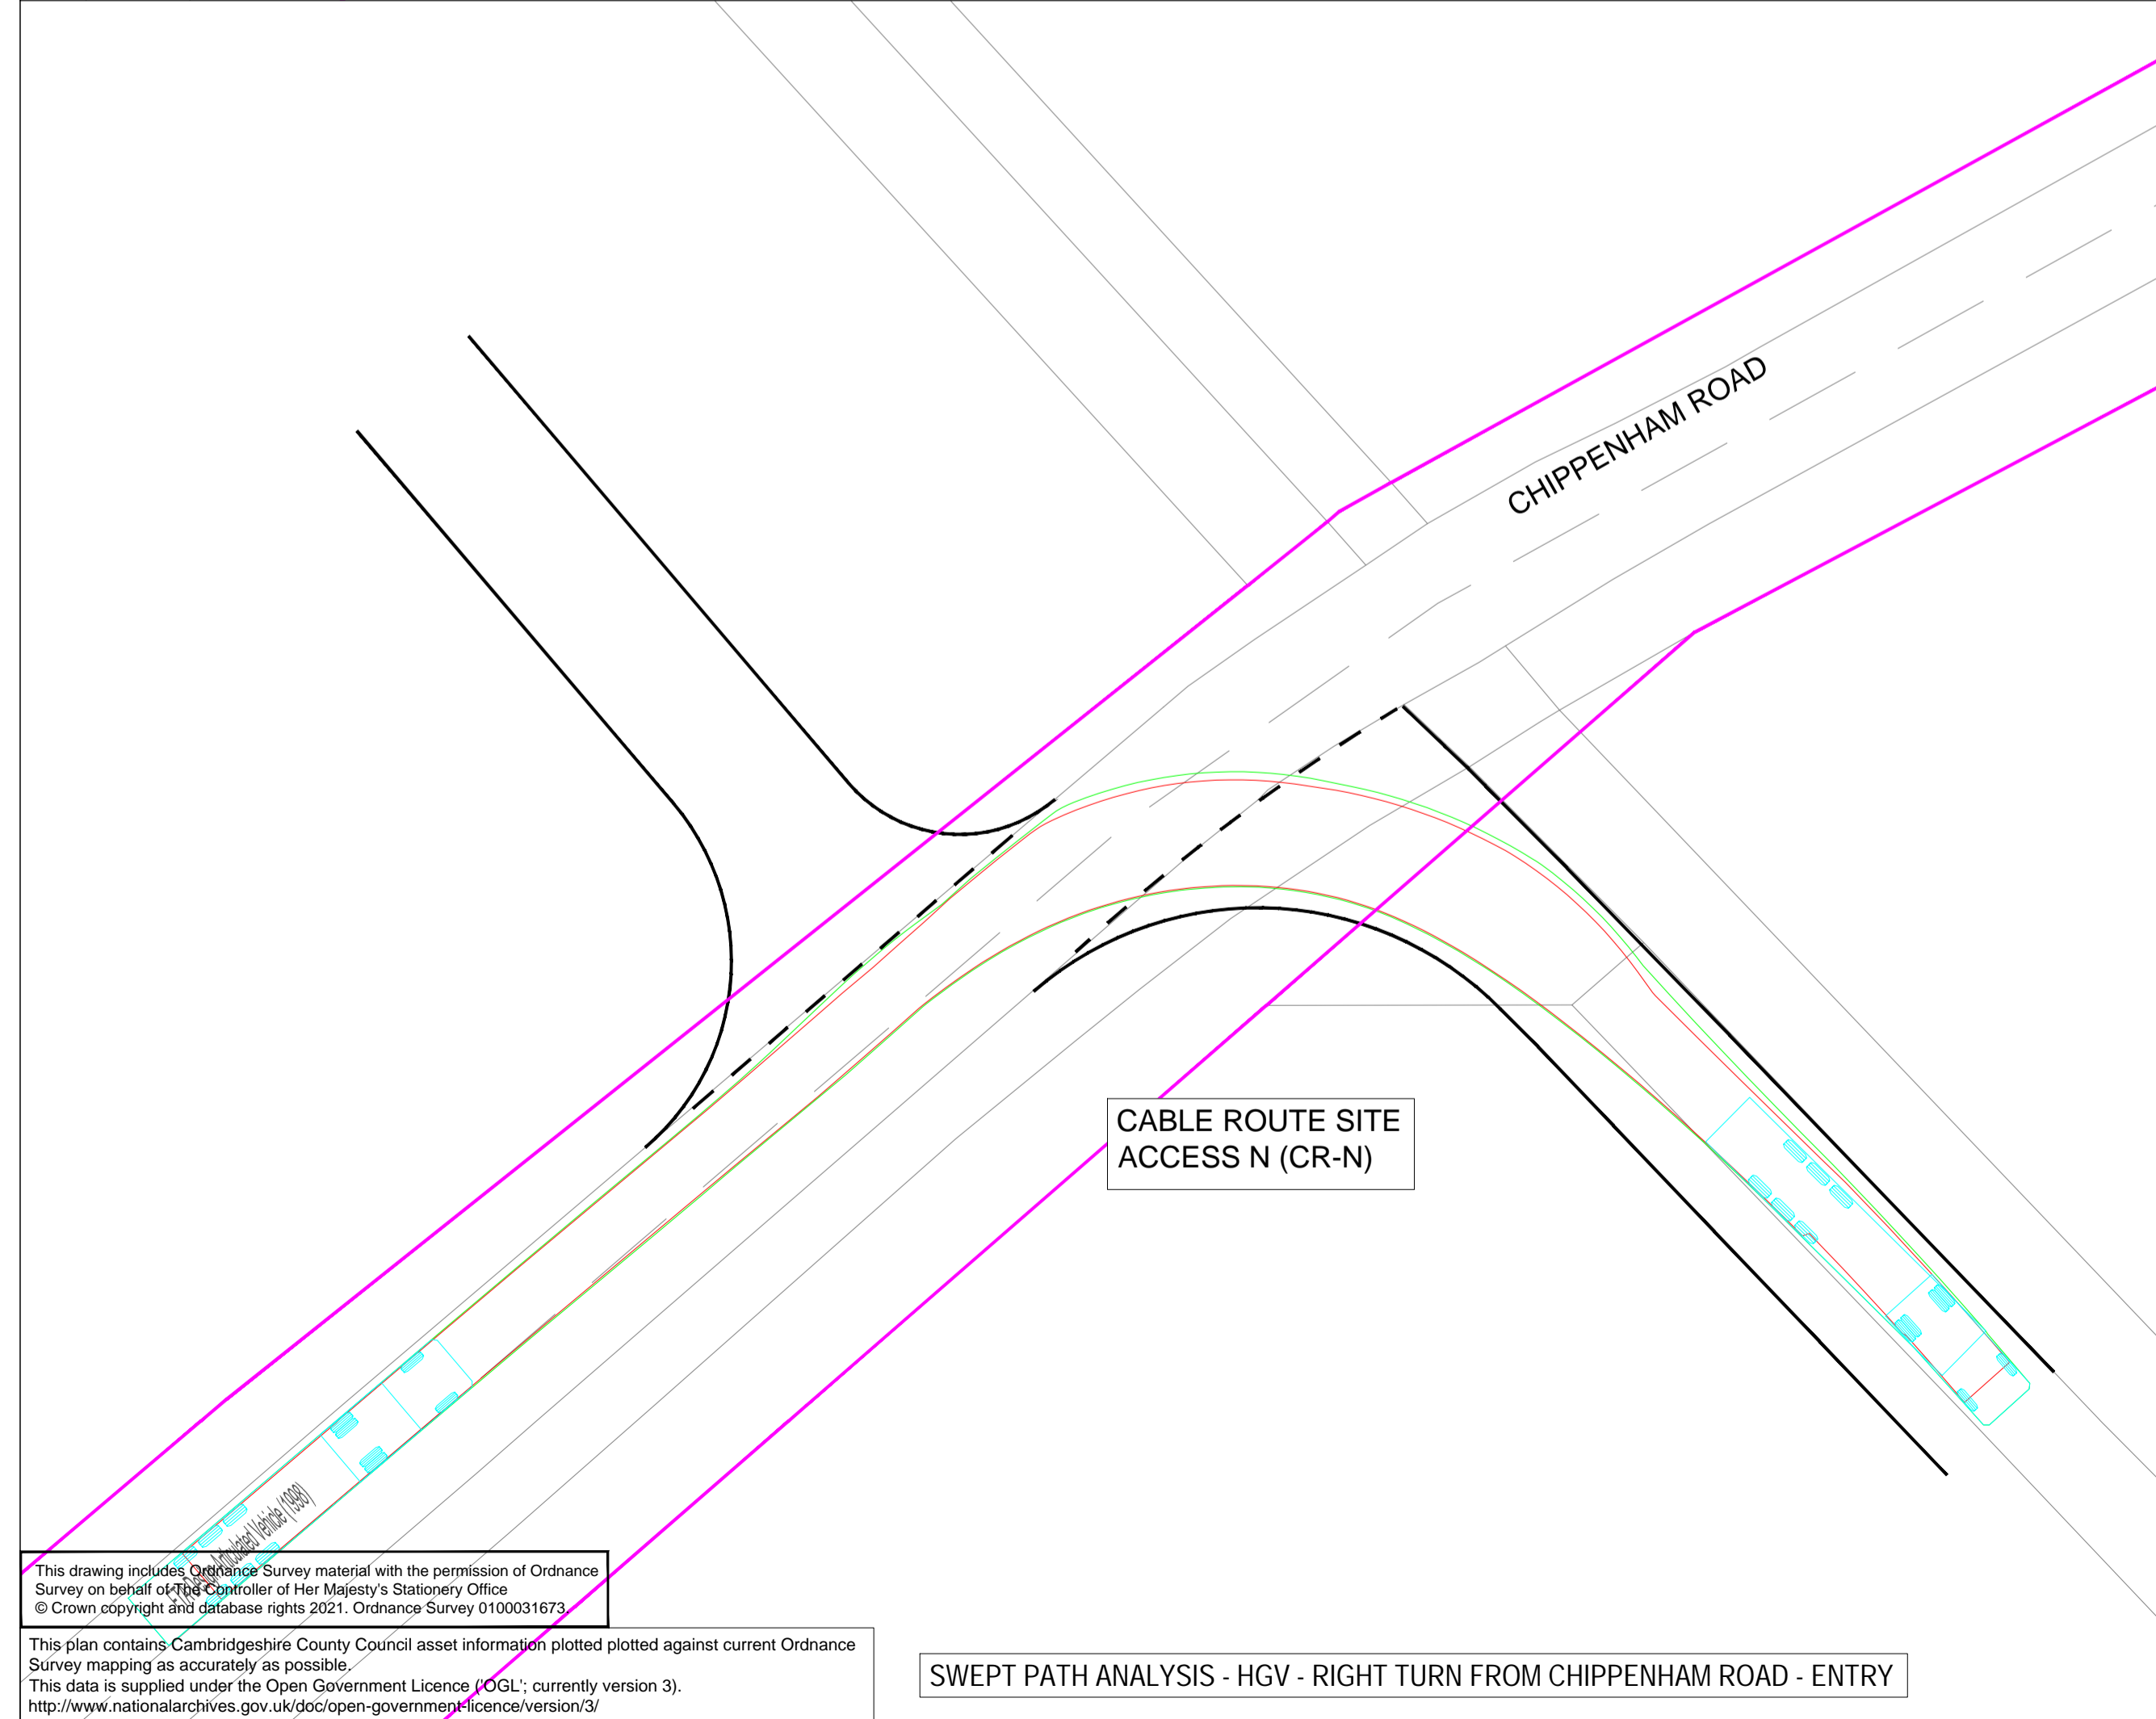 CHIPPENHAM ROAD
CABLE ROUTE SITE
ACCESS N (CR-N)
FTA Design Articulated Vehicle (1998)
This drawing includes Ordnance Survey material with the permission of Ordnance
Survey on behalf of The Controller of Her Majesty's Stationery Office
© Crown copyright and database rights 2021. Ordnance Survey 0100031673.
This plan contains Cambridgeshire County Council asset information plotted plotted against current Ordnance
Survey mapping as accurately as possible.
This data is supplied under the Open Government Licence ('OGL'; currently version 3).
http://www.nationalarchives.gov.uk/doc/open-government-licence/version/3/
SWEPT PATH ANALYSIS - HGV - RIGHT TURN FROM CHIPPENHAM ROAD - ENTRY